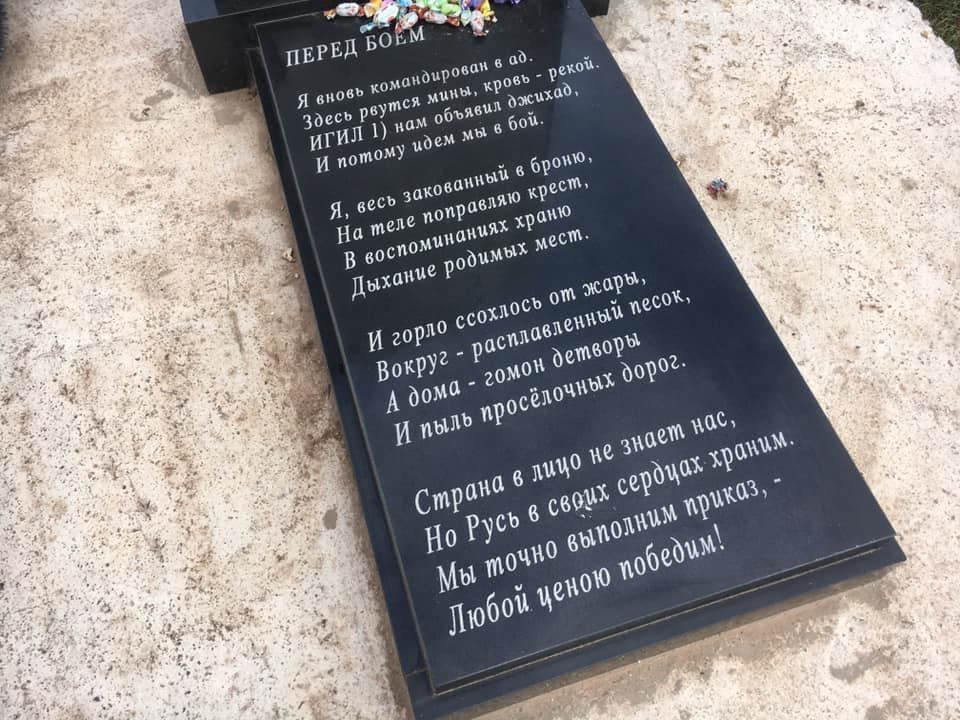 ПЕРЕД БОЕМ
Я вновь командирован в ад.
Здесь рвутся мины, кровь - рекой.
ИГИЛ 1) нам объявил джихад,
И потому идем мы в бой.
Я, весь закованный в броню,
На теле поправляю крест,
В воспоминаниях храню
Дыхание родимых мест.
И горло ссохлось от жары,
Вокруг - расплавленный песок,
А дома - гомон детворы
И пыль просёлочных дорог.
Страна в лицо не знает нас,
Но Русь в своих сердцах храним.
Мы точно выполним приказ, -
Любой ценою победим!